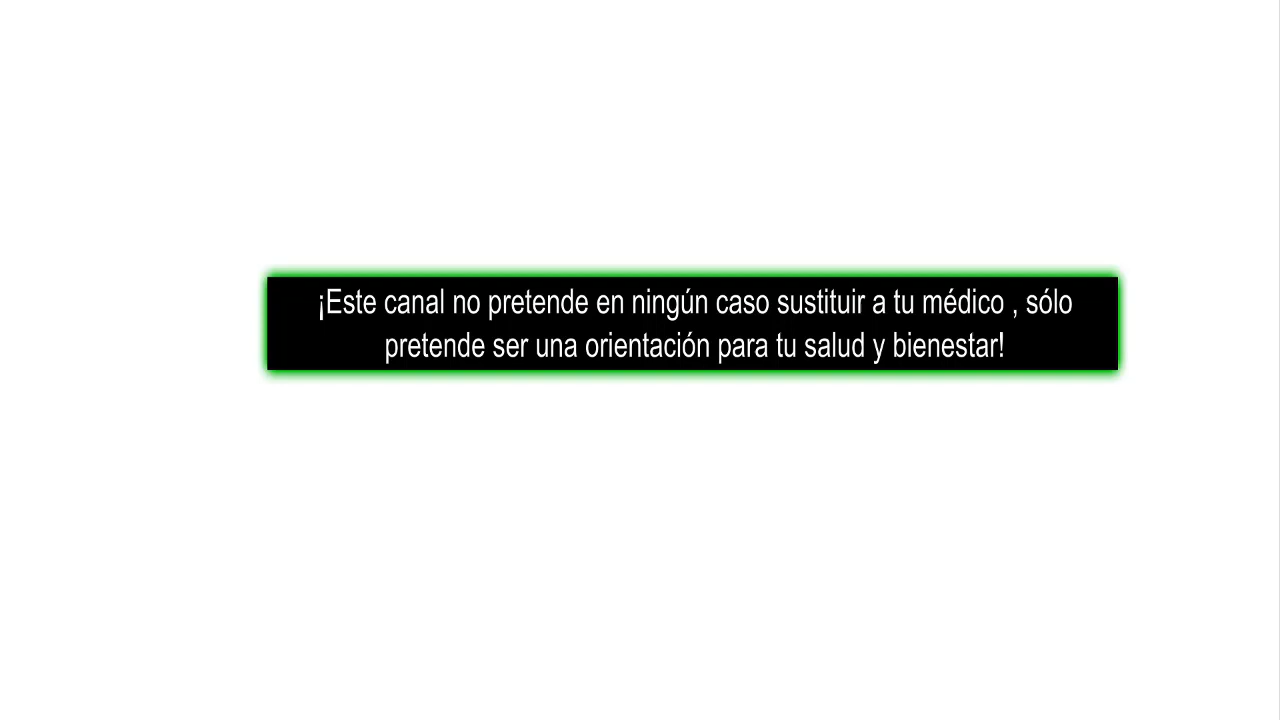 ¡Este canal no pretende en ningún caso sustituir a tu médico , sólo
pretende ser una orientación para tu salud y bienestar!